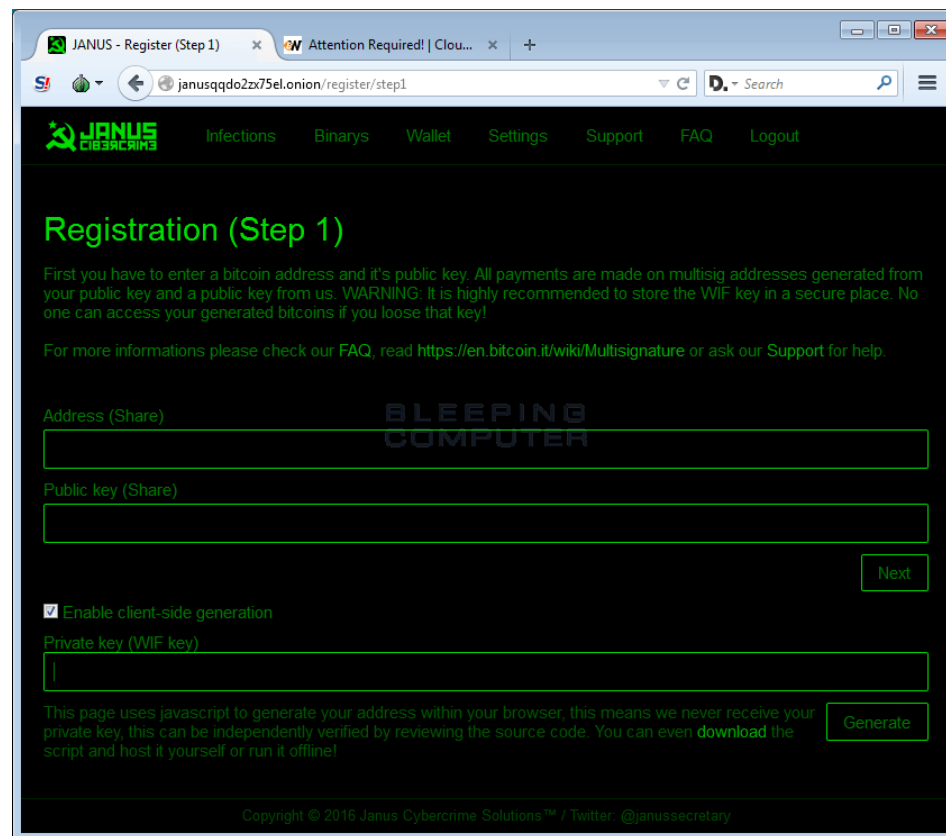 JANUS - Register (Step 1)
Attention Required! | Clou...
S!
janusqqdo2zx75el.onion/register/step1
D.
Search
JANUS
CIBERCRIME
Infections Binarys Wallet Settings Support FAQ Logout
Registration (Step 1)
First you have to enter a bitcoin address and it's public key. All payments are made on multisig addresses generated from
your public key and a public key from us. WARNING: It is highly recommended to store the WIF key in a secure place. No
one can access your generated bitcoins if you loose that key!
For more informations please check our FAQ, read https://en.bitcoin.it/wiki/Multisignature or ask our Support for help.
BLEEPING
COMPUTER
Address (Share)
Public key (Share)
Next
Enable client-side generation
Private key (WIF key)
This page uses javascript to generate your address within your browser, this means we never receive your
private key, this can be independently verified by reviewing the source code. You can even download the
script and host it yourself or run it offline!
Generate
Copyright © 2016 Janus Cybercrime Solutions™ / Twitter: @janussecretary